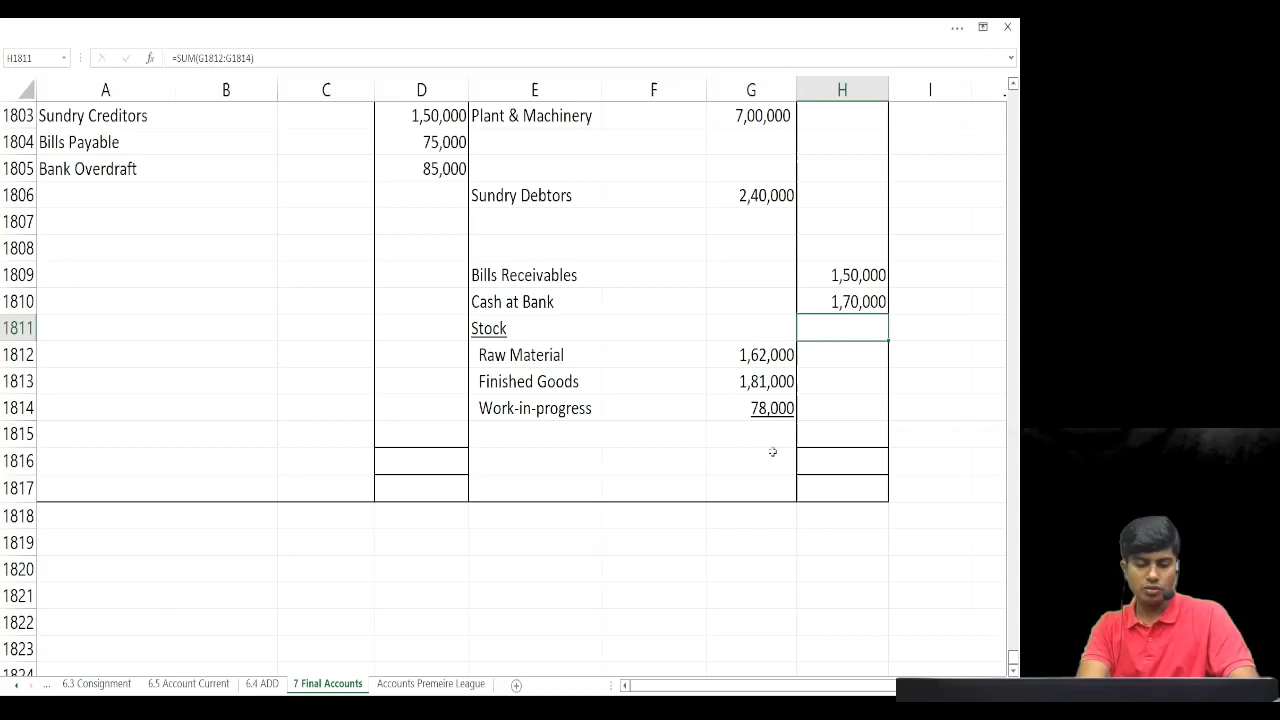 H1811 fx =SUM(G1812:G1814)
A B C D E F G H I
1803 Sundry Creditors 1,50,000 Plant & Machinery 7,00,000
1804 Bills Payable 75,000
1805 Bank Overdraft 85,000
1806 Sundry Debtors 2,40,000
1807
1808
1809 Bills Receivables 1,50,000
1810 Cash at Bank 1,70,000
1811 Stock
1812 Raw Material 1,62,000
1813 Finished Goods 1,81,000
1814 Work-in-progress 78,000
1815
1816
1817
1818
1819
1820
1821
1822
1823
1824
... 6.3 Consignment 6.5 Account Current 6.4 ADD 7 Final Accounts Accounts Premeire League